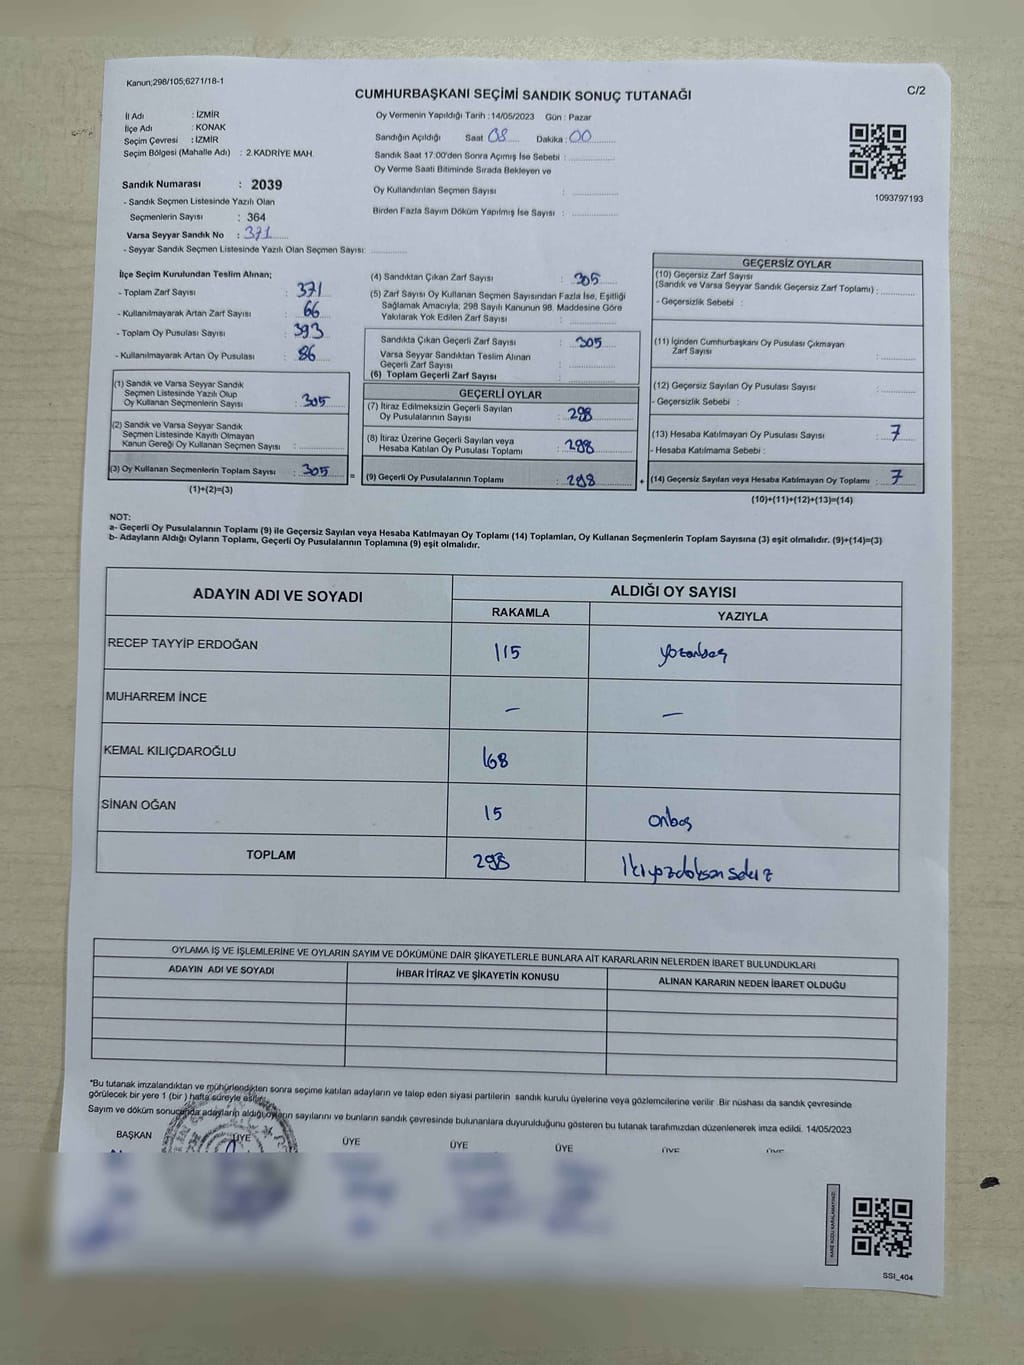 Kanun;298/105;6271/18-1
C/2
CUMHURBAŞKANI SEÇİMİ SANDIK SONUÇ TUTANAĞI
İl Adı : İZMİR
İlçe Adı : KONAK
Seçim Çevresi : İZMİR
Seçim Bölgesi (Mahalle Adı) : 2.KADRİYE MAH.
Sandık Numarası : 2039
- Sandık Seçmen Listesinde Yazılı Olan
Seçmenlerin Sayısı : 364
Varsa Seyyar Sandık No : 371
- Seyyar Sandık Seçmen Listesinde Yazılı Olan Seçmen Sayısı:
Oy Vermenin Yapıldığı Tarih : 14/05/2023 Gün : Pazar
Sandığın Açıldığı Saat 08 Dakika : 00
Sandık Saat 17:00'den Sonra Açımış İse Sebebi :
Oy Verme Saati Bitiminde Sırada Bekleyen ve
Oy Kullandırılan Seçmen Sayısı :
Birden Fazla Sayım Döküm Yapılmış İse Sayısı :
1093797193
İlçe Seçim Kurulundan Teslim Alınan;
- Toplam Zarf Sayısı : 371
- Kullanılmayarak Artan Zarf Sayısı : 66
- Toplam Oy Pusulası Sayısı : 393
- Kullanılmayarak Artan Oy Pusulası : 86
(1) Sandık ve Varsa Seyyar Sandık
Seçmen Listesinde Yazılı Olup
Oy Kullanan Seçmenlerin Sayısı : 305
(2) Sandık ve Varsa Seyyar Sandık
Seçmen Listesinde Kayıtlı Olmayan
Kanun Gereği Oy Kullanan Seçmen Sayısı :
(3) Oy Kullanan Seçmenlerin Toplam Sayısı : 305
(1)+(2)=(3)
(4) Sandıktan Çıkan Zarf Sayısı : 305
(5) Zarf Sayısı Oy Kullanan Seçmen Sayısından Fazla İse, Eşitliği
Sağlamak Amacıyla; 298 Sayılı Kanunun 98. Maddesine Göre
Yakılarak Yok Edilen Zarf Sayısı :
Sandıkta Çıkan Geçerli Zarf Sayısı : 305
Varsa Seyyar Sandıktan Teslim Alınan
Geçerli Zarf Sayısı :
(6) Toplam Geçerli Zarf Sayısı :
GEÇERLİ OYLAR
(7) İtiraz Edilmeksizin Geçerli Sayılan
Oy Pusulalarının Sayısı : 298
(8) İtiraz Üzerine Geçerli Sayılan veya
Hesaba Katılan Oy Pusulası Toplamı : 298
= (9) Geçerli Oy Pusulalarının Toplamı : 298 +
GEÇERSİZ OYLAR
(10) Geçersiz Zarf Sayısı
(Sandık ve Varsa Seyyar Sandık Geçersiz Zarf Toplamı) :
- Geçersizlik Sebebi :
(11) İçinden Cumhurbaşkanı Oy Pusulası Çıkmayan
Zarf Sayısı :
(12) Geçersiz Sayılan Oy Pusulası Sayısı :
- Geçersizlik Sebebi :
(13) Hesaba Katılmayan Oy Pusulası Sayısı : 7
- Hesaba Katılmama Sebebi :
(14) Geçersiz Sayılan veya Hesaba Katılmayan Oy Toplamı : 7
(10)+(11)+(12)+(13)=(14)
NOT:
a- Geçerli Oy Pusulalarının Toplamı (9) ile Geçersiz Sayılan veya Hesaba Katılmayan Oy Toplamı (14) Toplamları, Oy Kullanan Seçmenlerin Toplam Sayısına (3) eşit olmalıdır. (9)+(14)=(3)
b- Adayların Aldığı Oyların Toplamı, Geçerli Oy Pusulalarının Toplamına (9) eşit olmalıdır.
ADAYIN ADI VE SOYADI
ALDIĞI OY SAYISI
RAKAMLA YAZIYLA
RECEP TAYYİP ERDOĞAN 115 yüzonbeş
MUHARREM İNCE – –
KEMAL KILIÇDAROĞLU 168
SİNAN OĞAN 15 onbeş
TOPLAM 298 ikiyüzdoksansekiz
OYLAMA İŞ VE İŞLEMLERİNE VE OYLARIN SAYIM VE DÖKÜMÜNE DAİR ŞİKAYETLERLE BUNLARA AİT KARARLARIN NELERDEN İBARET BULUNDUKLARI
ADAYIN ADI VE SOYADI İHBAR İTİRAZ VE ŞİKAYETİN KONUSU ALINAN KARARIN NEDEN İBARET OLDUĞU
*Bu tutanak imzalandıktan ve mühürlendikten sonra seçime katılan adayların ve talep eden siyasi partilerin sandık kurulu üyelerine veya gözlemcilerine verilir. Bir nüshası da sandık çevresinde
görülecek bir yere 1 (bir ) hafta süreyle asılır.
Sayım ve döküm sonucunda adayların aldığı oyların sayılarını ve bunların sandık çevresinde bulunanlara duyurulduğunu gösteren bu tutanak tarafımızdan düzenlenerek imza edildi. 14/05/2023
BAŞKAN ÜYE ÜYE ÜYE ÜYE ÜYE ÜYE
SSI_404